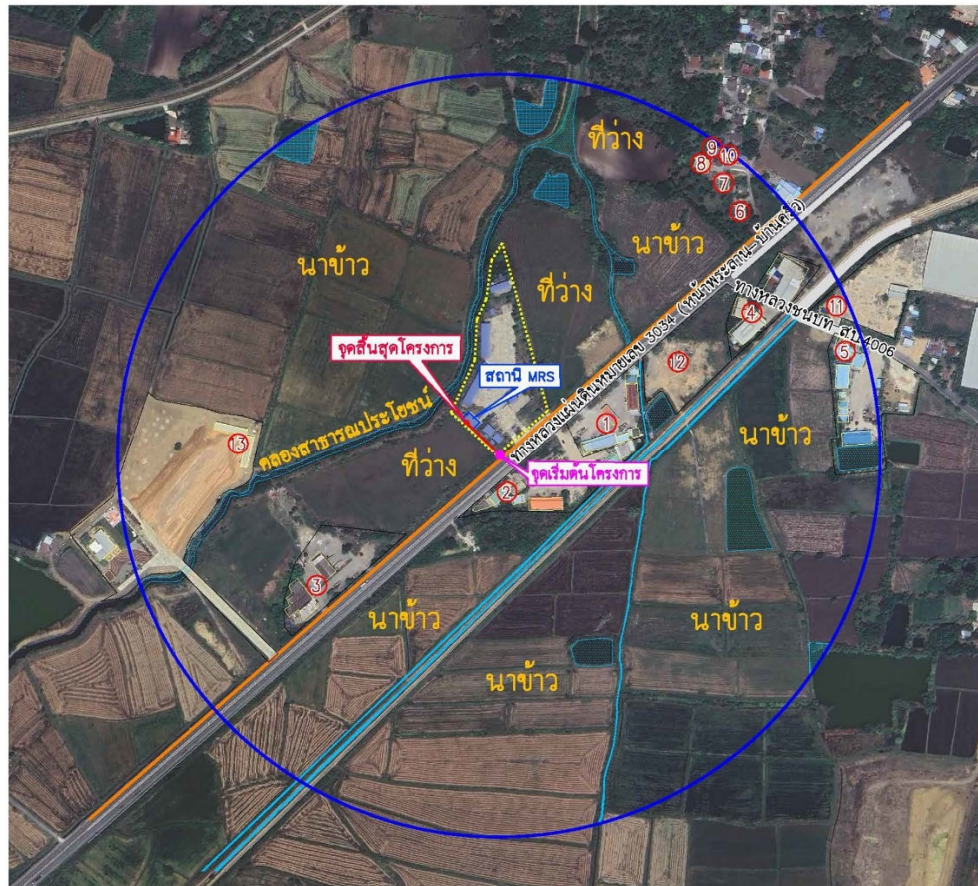 ที่ว่าง
9
10
8
7
6
นาข้าว
นาข้าว
ที่ว่าง
ทางหลวงแผ่นดินหมายเลข 3034 (หน้าพระลาน-บ้านครัว)
ทางหลวงชนบท-สบ.4006
11
4
จุดสิ้นสุดโครงการ
สถานี MRS
5
12
คลองสาธารณประโยชน์
1
นาข้าว
13
ที่ว่าง
จุดเริ่มต้นโครงการ
2
3
นาข้าว
นาข้าว
นาข้าว